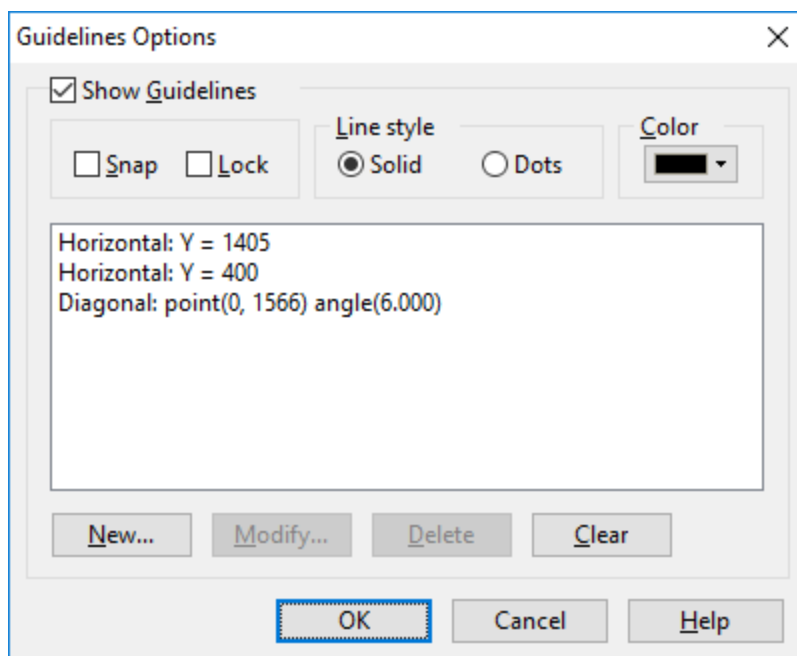 Guidelines Options
Show Guidelines
Snap Lock
Line style
Solid Dots
Color
Horizontal: Y = 1405
Horizontal: Y = 400
Diagonal: point(0, 1566) angle(6.000)
New... Modify... Delete Clear
OK Cancel Help